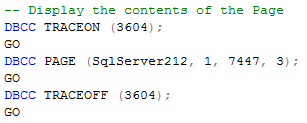 -- Display the contents of the Page
DBCC TRACEON (3604);
GO
DBCC PAGE (SqlServer212, 1, 7447, 3);
GO
DBCC TRACEOFF (3604);
GO